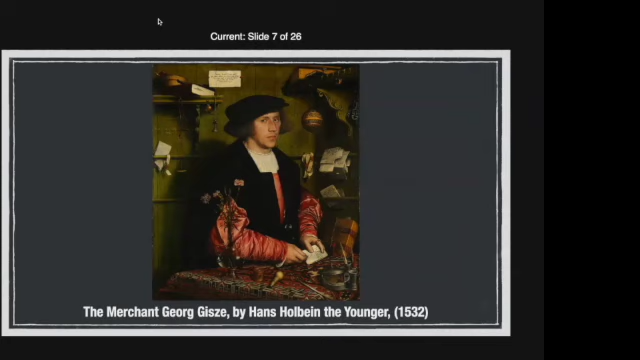 Current: Slide 7 of 26
The Merchant Georg Gisze, by Hans Holbein the Younger, (1532)